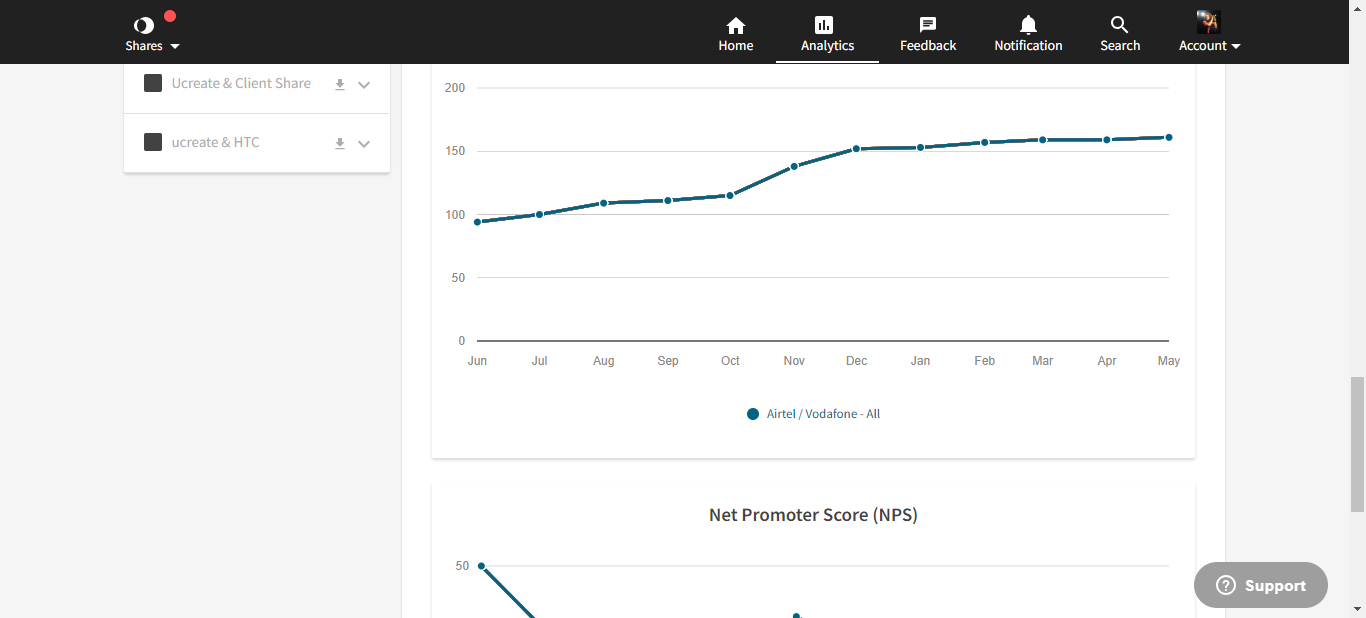 Shares
Home
Analytics
Feedback
Notification
Search
Account
Ucreate & Client Share
ucreate & HTC
200
150
100
50
0
Jun Jul Aug Sep Oct Nov Dec Jan Feb Mar Apr May
Airtel / Vodafone - All
Net Promoter Score (NPS)
50
Support